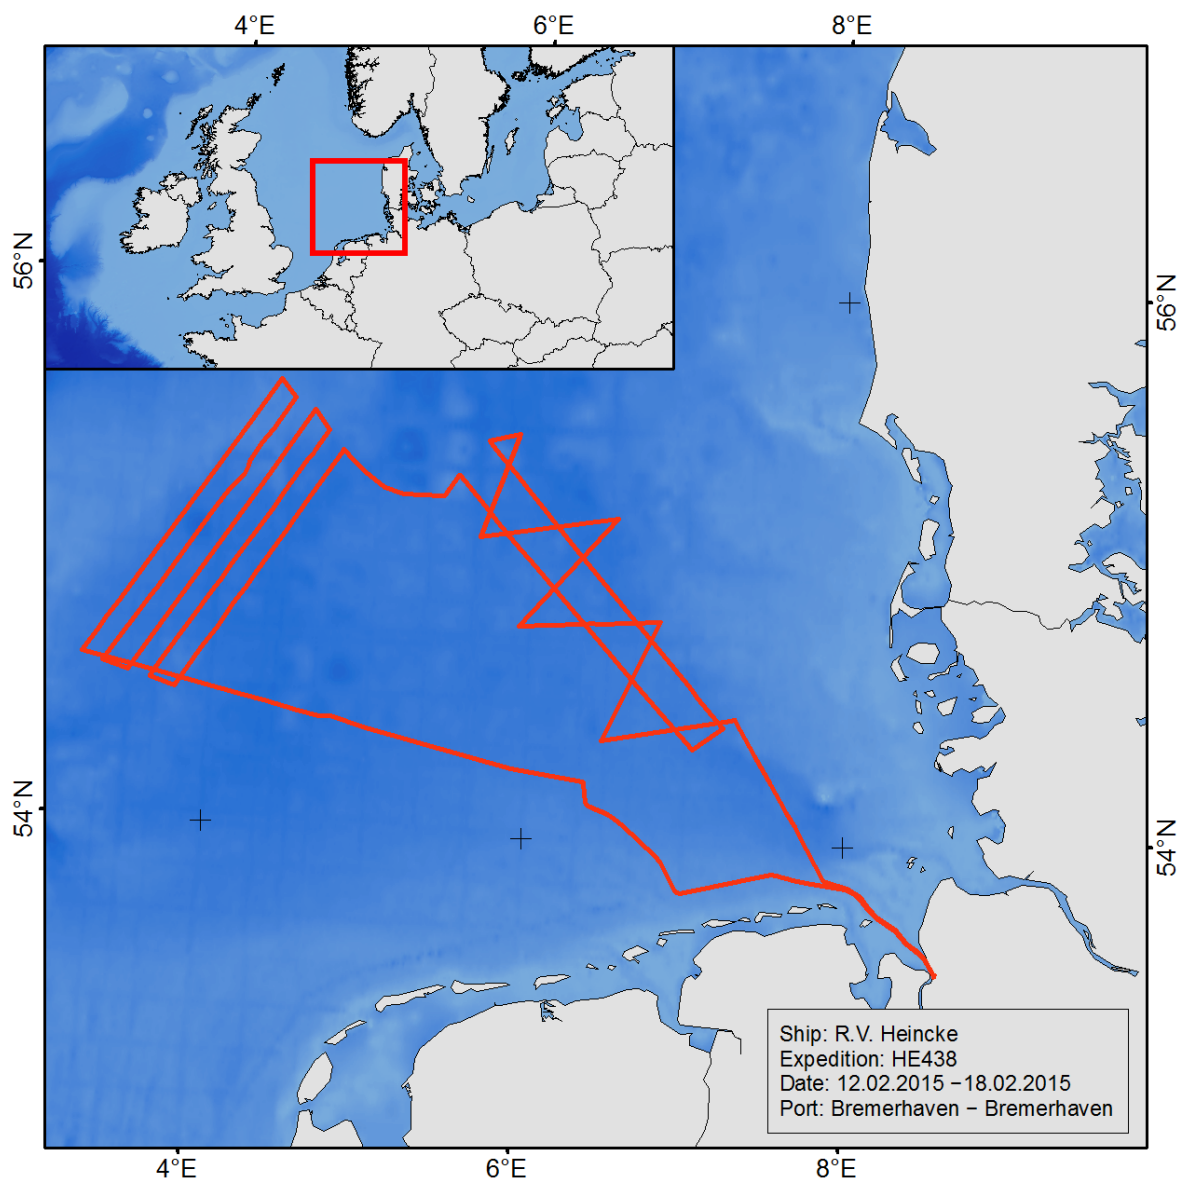 4°E 6°E 8°E
56°N
56°N
54°N
54°N
Ship: R.V. Heincke
Expedition: HE438
Date: 12.02.2015 −18.02.2015
Port: Bremerhaven − Bremerhaven
4°E 6°E 8°E